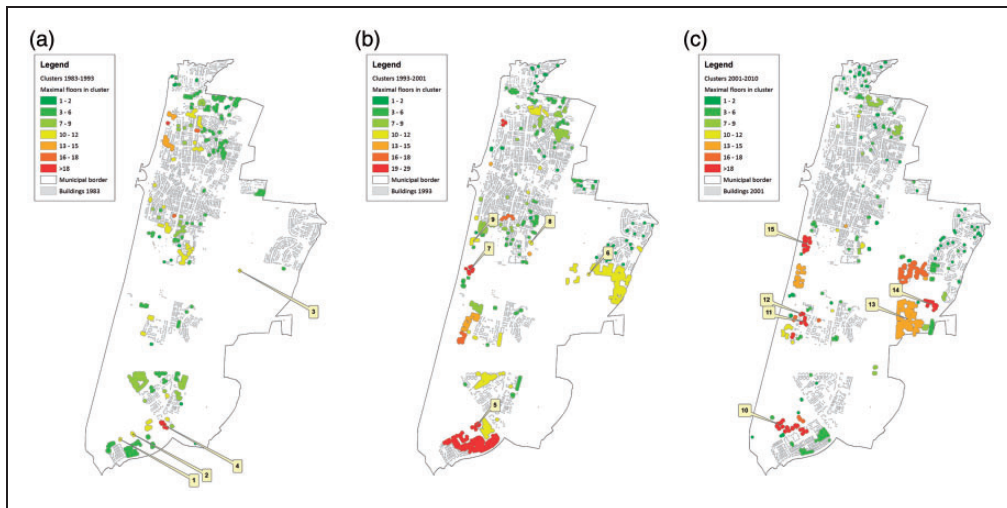 (a)
Legend
Clusters 1983-1993
Maximal floors in cluster
1 - 2
3 - 6
7 - 9
10 - 12
13 - 15
16 - 18
>18
Municipal border
Buildings 1983
3
4
2
1
(b)
Legend
Clusters 1993-2001
Maximal floors in cluster
1 - 2
3 - 6
7 - 9
10 - 12
13 - 15
16 - 18
19 - 29
Municipal border
Buildings 1993
9
8
7
6
5
(c)
Legend
Clusters 2001-2010
Maximal floors in cluster
1 - 2
3 - 6
7 - 9
10 - 12
13 - 15
16 - 18
>18
Municipal border
Buildings 2001
15
14
12
13
11
10